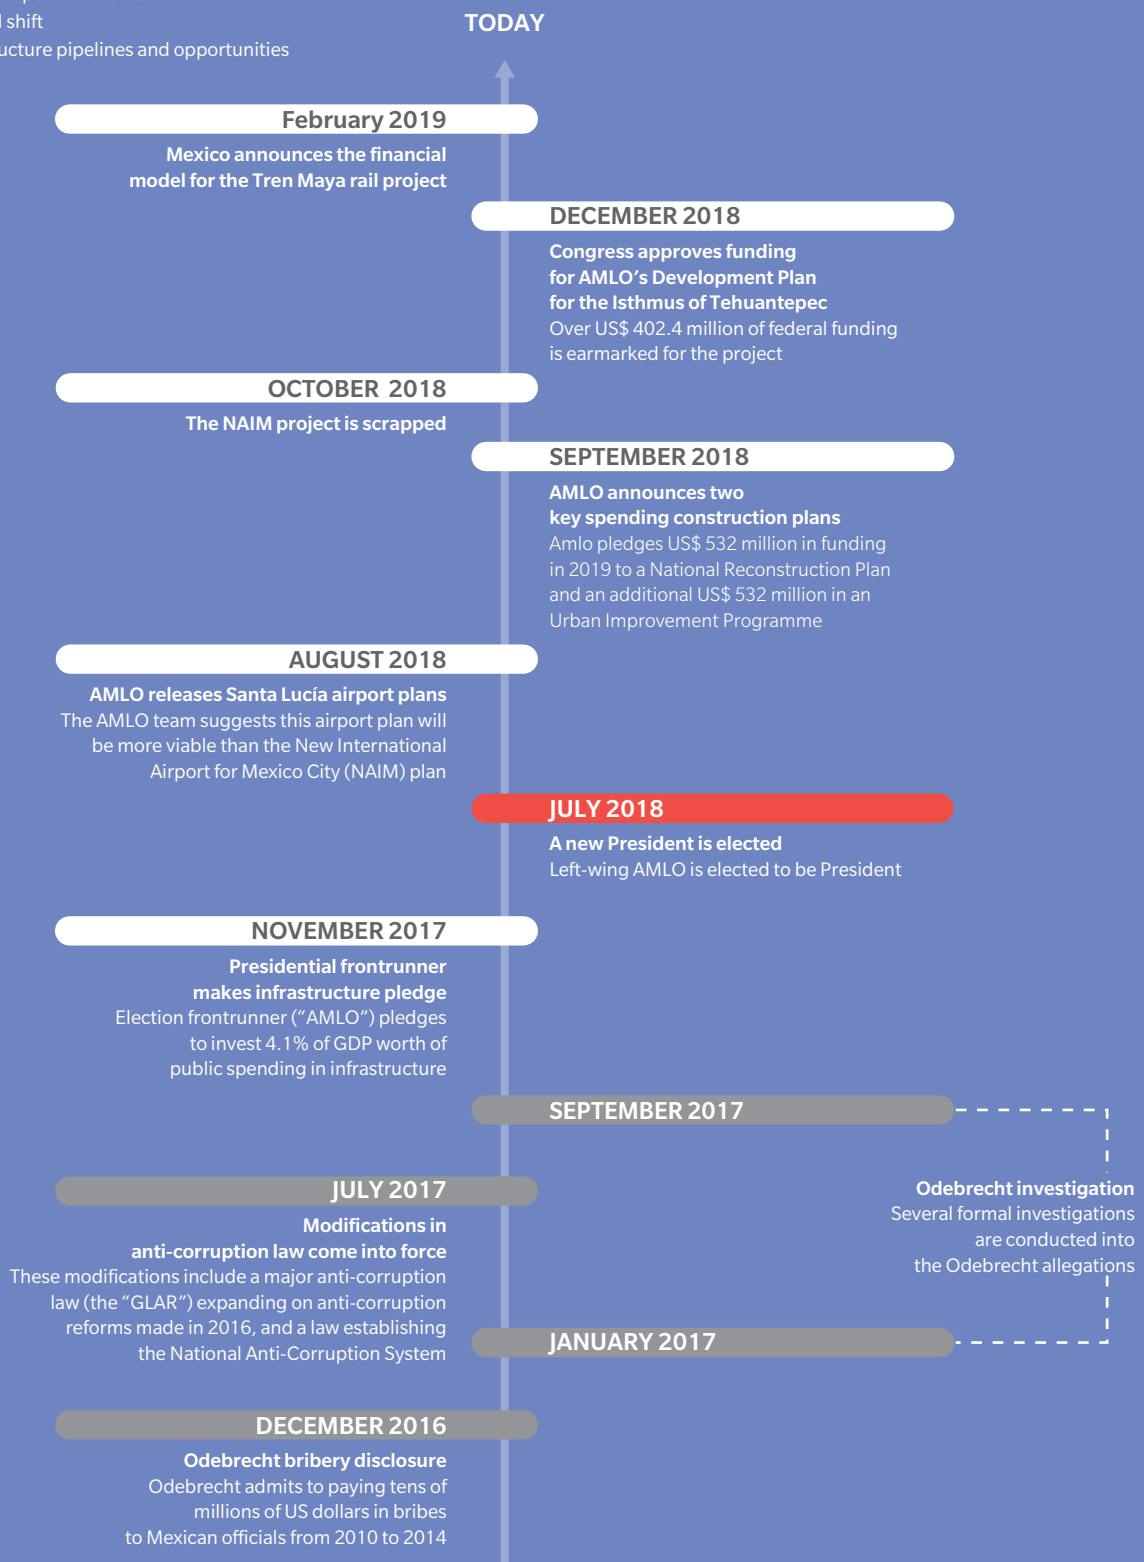 shift
ucture pipelines and opportunities
TODAY
February 2019
Mexico announces the financial
model for the Tren Maya rail project
DECEMBER 2018
Congress approves funding
for AMLO’s Development Plan
for the Isthmus of Tehuantepec
Over US$ 402.4 million of federal funding
is earmarked for the project
OCTOBER 2018
The NAIM project is scrapped
SEPTEMBER 2018
AMLO announces two
key spending construction plans
Amlo pledges US$ 532 million in funding
in 2019 to a National Reconstruction Plan
and an additional US$ 532 million in an
Urban Improvement Programme
AUGUST 2018
AMLO releases Santa Lucía airport plans
The AMLO team suggests this airport plan will
be more viable than the New International
Airport for Mexico City (NAIM) plan
JULY 2018
A new President is elected
Left-wing AMLO is elected to be President
NOVEMBER 2017
Presidential frontrunner
makes infrastructure pledge
Election frontrunner (“AMLO”) pledges
to invest 4.1% of GDP worth of
public spending in infrastructure
SEPTEMBER 2017
JULY 2017
Modifications in
anti-corruption law come into force
These modifications include a major anti-corruption
law (the “GLAR”) expanding on anti-corruption
reforms made in 2016, and a law establishing
the National Anti-Corruption System
Odebrecht investigation
Several formal investigations
are conducted into
the Odebrecht allegations
JANUARY 2017
DECEMBER 2016
Odebrecht bribery disclosure
Odebrecht admits to paying tens of
millions of US dollars in bribes
to Mexican officials from 2010 to 2014